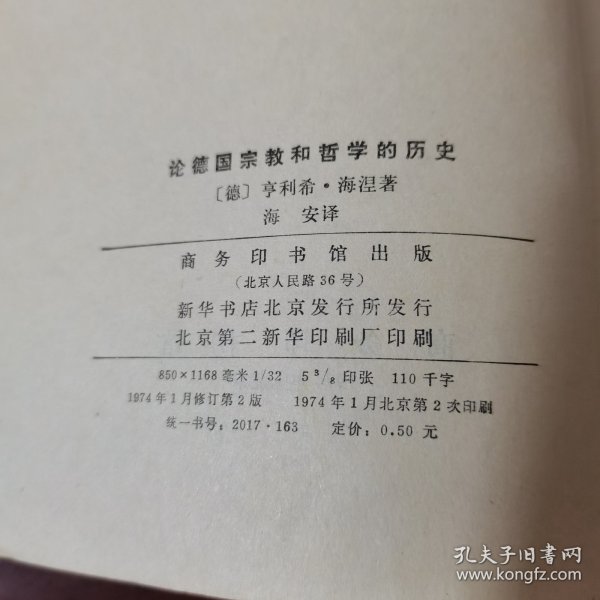 论德国宗教和哲学的历史
〔德〕亨利希·海涅著
海 安译
商务印书馆出版
（北京人民路36号）
新华书店北京发行所发行
北京第二新华印刷厂印刷
850×1168毫米1/32 5 3/8印张 110千字
1974年1月修订第2版 1974年1月北京第2次印刷
统一书号：2017·163 定价：0.50元
孔夫子旧书网
www.kongfz.com